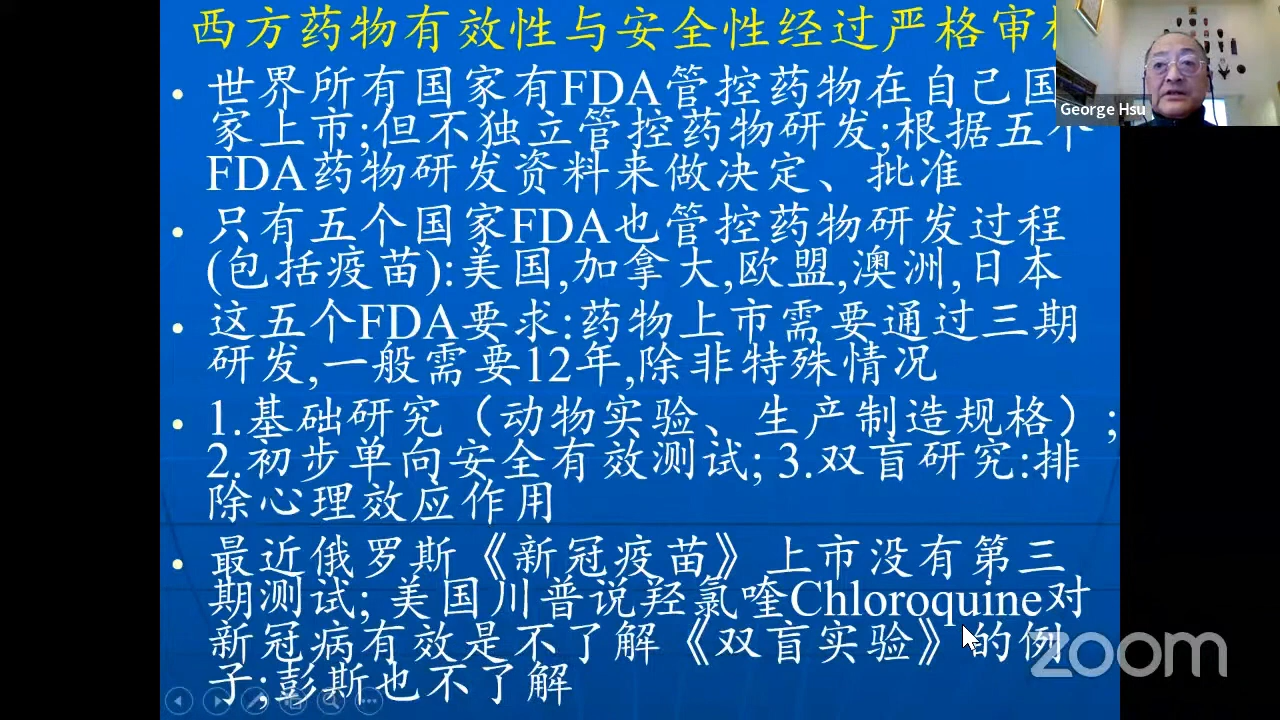 西方药物有效性与安全性经过严格审
• 世界所有国家有FDA管控药物在自己国
家上市;但不独立管控药物研发;根据五个
FDA药物研发资料来做决定、批准
• 只有五个国家FDA也管控药物研发过程
(包括疫苗):美国,加拿大,欧盟,澳洲,日本
• 这五个FDA要求:药物上市需要通过三期
研发,一般需要12年,除非特殊情况
• 1.基础研究（动物实验、生产制造规格）;
2.初步单向安全有效测试; 3.双盲研究:排
除心理效应作用
• 最近俄罗斯《新冠疫苗》上市没有第三
期测试; 美国川普说羟氯喹Chloroquine对
新冠病有效是不了解《双盲实验》的例
子;彭斯也不了解
George Hsu
zoom